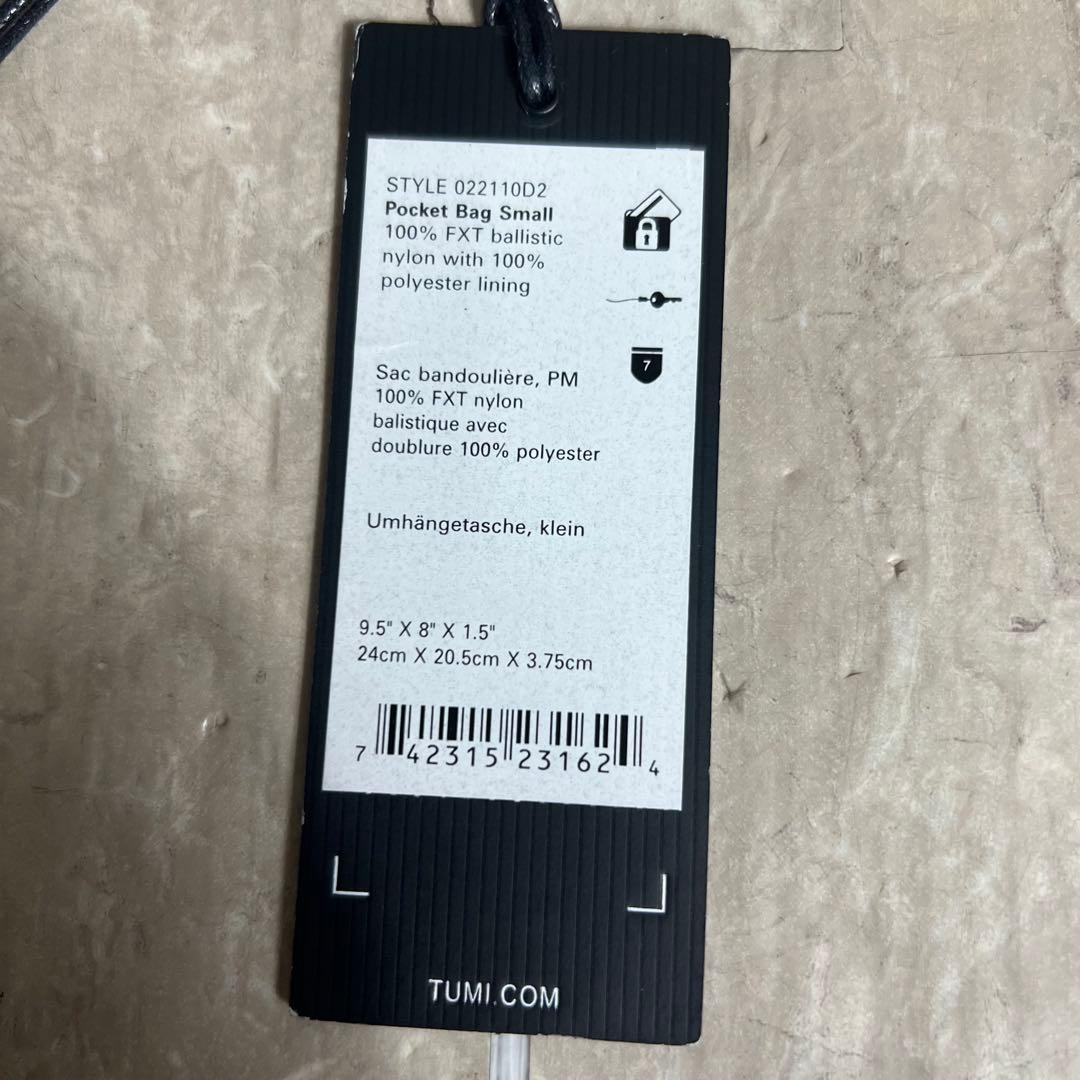 STYLE 022110D2
Pocket Bag Small
100% FXT ballistic
nylon with 100%
polyester lining
7
Sac bandoulière, PM
100% FXT nylon
balistique avec
doublure 100% polyester
Umhängetasche, klein
9.5" X 8" X 1.5"
24cm X 20.5cm X 3.75cm
7 42315 23162 4
TUMI.COM